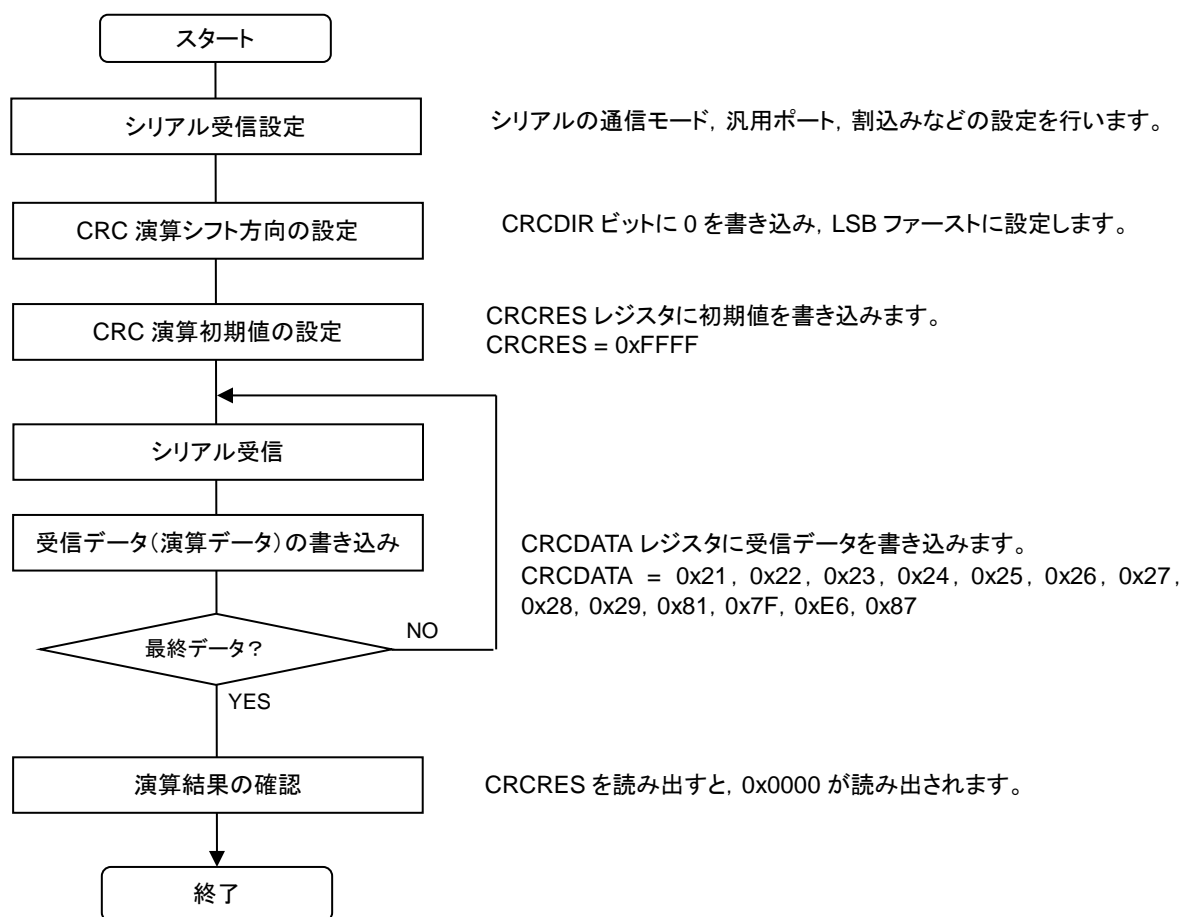 スタート
シリアル受信設定
シリアルの通信モード，汎用ポート，割込みなどの設定を行います。
CRC 演算シフト方向の設定
CRCDIR ビットに 0 を書き込み，LSB ファーストに設定します。
CRC 演算初期値の設定
CRCRES レジスタに初期値を書き込みます。
CRCRES = 0xFFFF
シリアル受信
受信データ（演算データ）の書き込み
CRCDATA レジスタに受信データを書き込みます。
CRCDATA = 0x21，0x22，0x23，0x24，0x25，0x26，0x27，
0x28，0x29，0x81，0x7F，0xE6，0x87
最終データ？
NO
YES
演算結果の確認
CRCRES を読み出すと，0x0000 が読み出されます。
終了